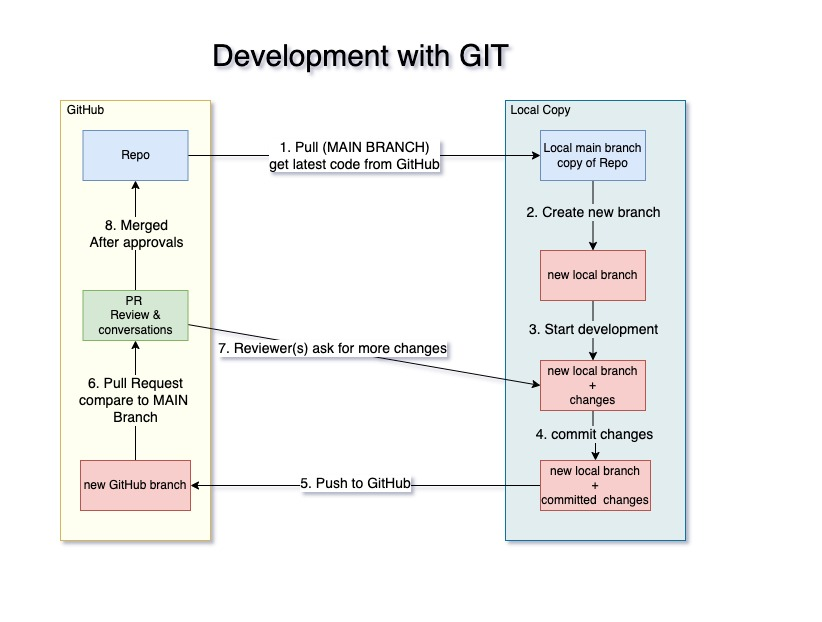 Development with GIT
GitHub
Local Copy
Repo
1. Pull (MAIN BRANCH)
get latest code from GitHub
Local main branch
copy of Repo
8. Merged
After approvals
2. Create new branch
new local branch
PR
Review &
conversations
3. Start development
7. Reviewer(s) ask for more changes
new local branch
+
changes
6. Pull Request
compare to MAIN
Branch
4. commit changes
new GitHub branch
5. Push to GitHub
new local branch
+
committed  changes